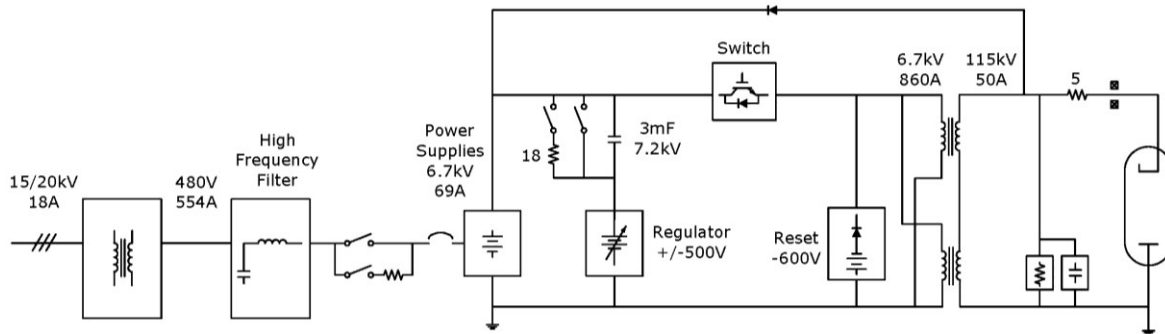 15/20kV
18A
480V
554A
High
Frequency
Filter
Power
Supplies
6.7kV
69A
18
3mF
7.2kV
Regulator
+/-500V
Switch
Reset
-600V
6.7kV
860A
115kV
50A
5